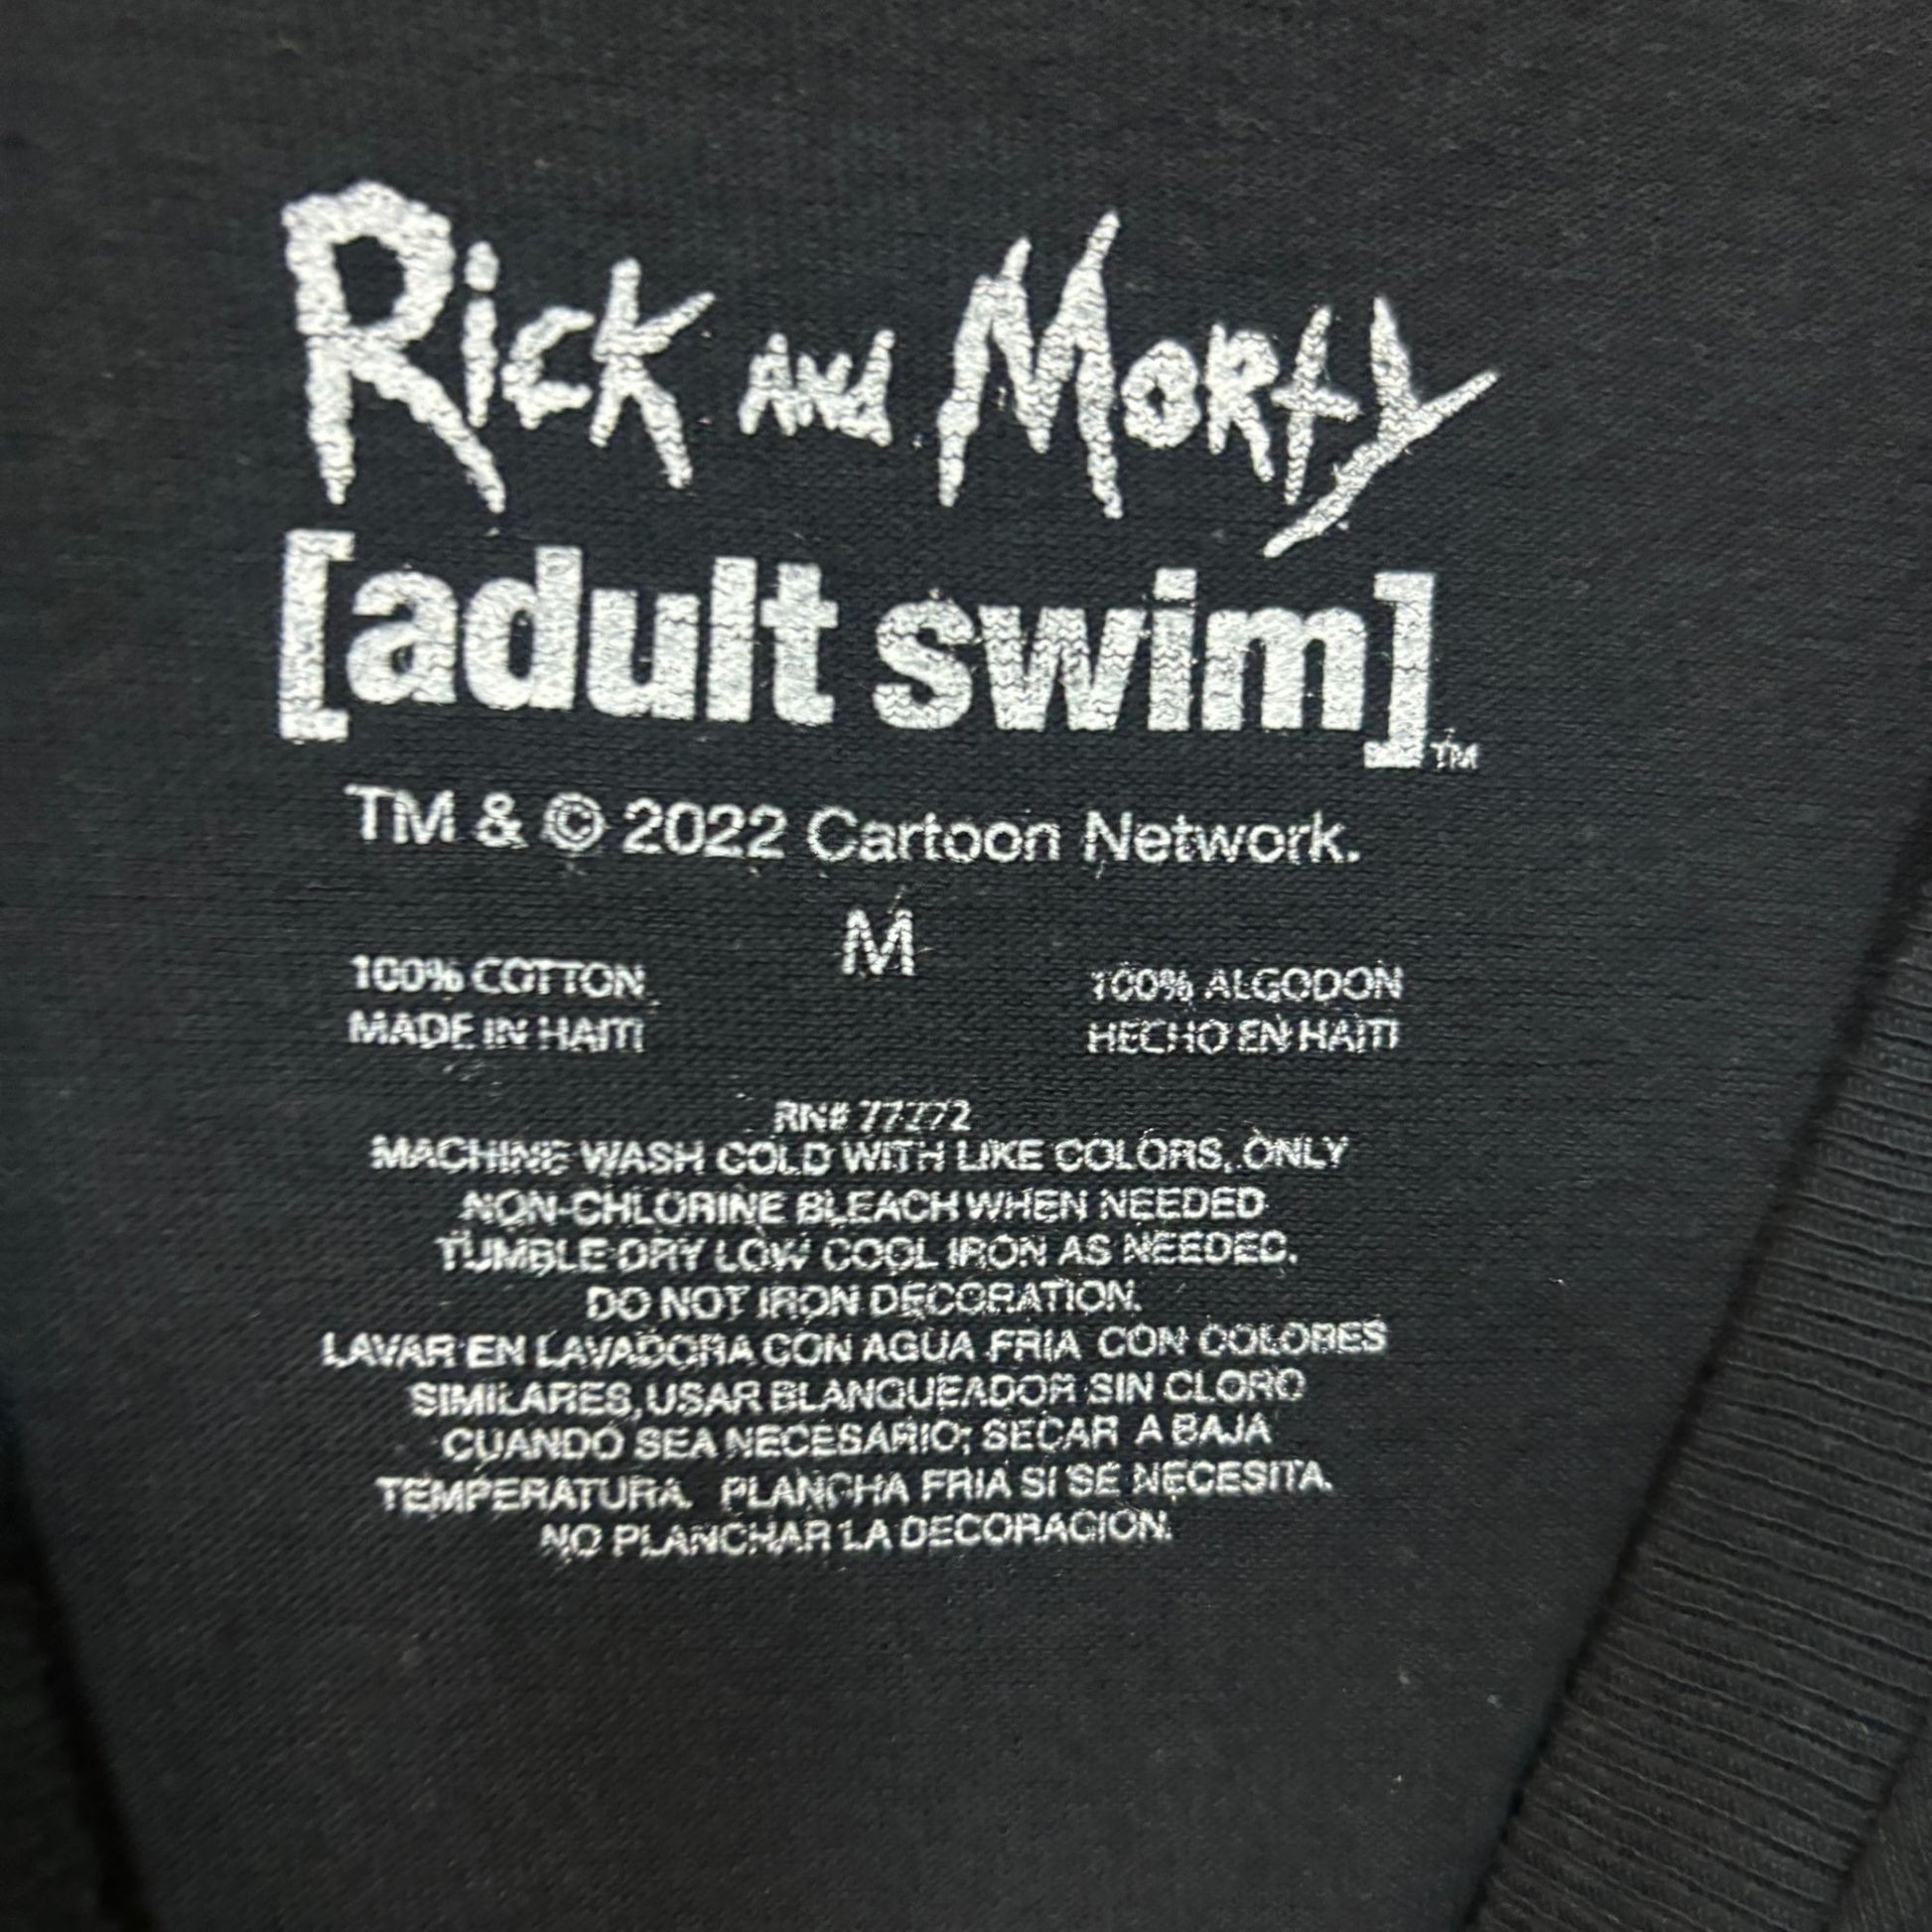 Rick and Morty
[adult swim]™
TM & © 2022 Cartoon Network.
M
100% COTTON 100% ALGODON
MADE IN HAITI HECHO EN HAITI
RN# 77272
MACHINE WASH COLD WITH LIKE COLORS, ONLY
NON-CHLORINE BLEACH WHEN NEEDED
TUMBLE DRY LOW COOL IRON AS NEEDED.
DO NOT IRON DECORATION.
LAVAR EN LAVADORA CON AGUA FRIA CON COLORES
SIMILARES, USAR BLANQUEADOR SIN CLORO
CUANDO SEA NECESARIO; SECAR A BAJA
TEMPERATURA. PLANCHA FRIA SI SE NECESITA.
NO PLANCHAR LA DECORACION.